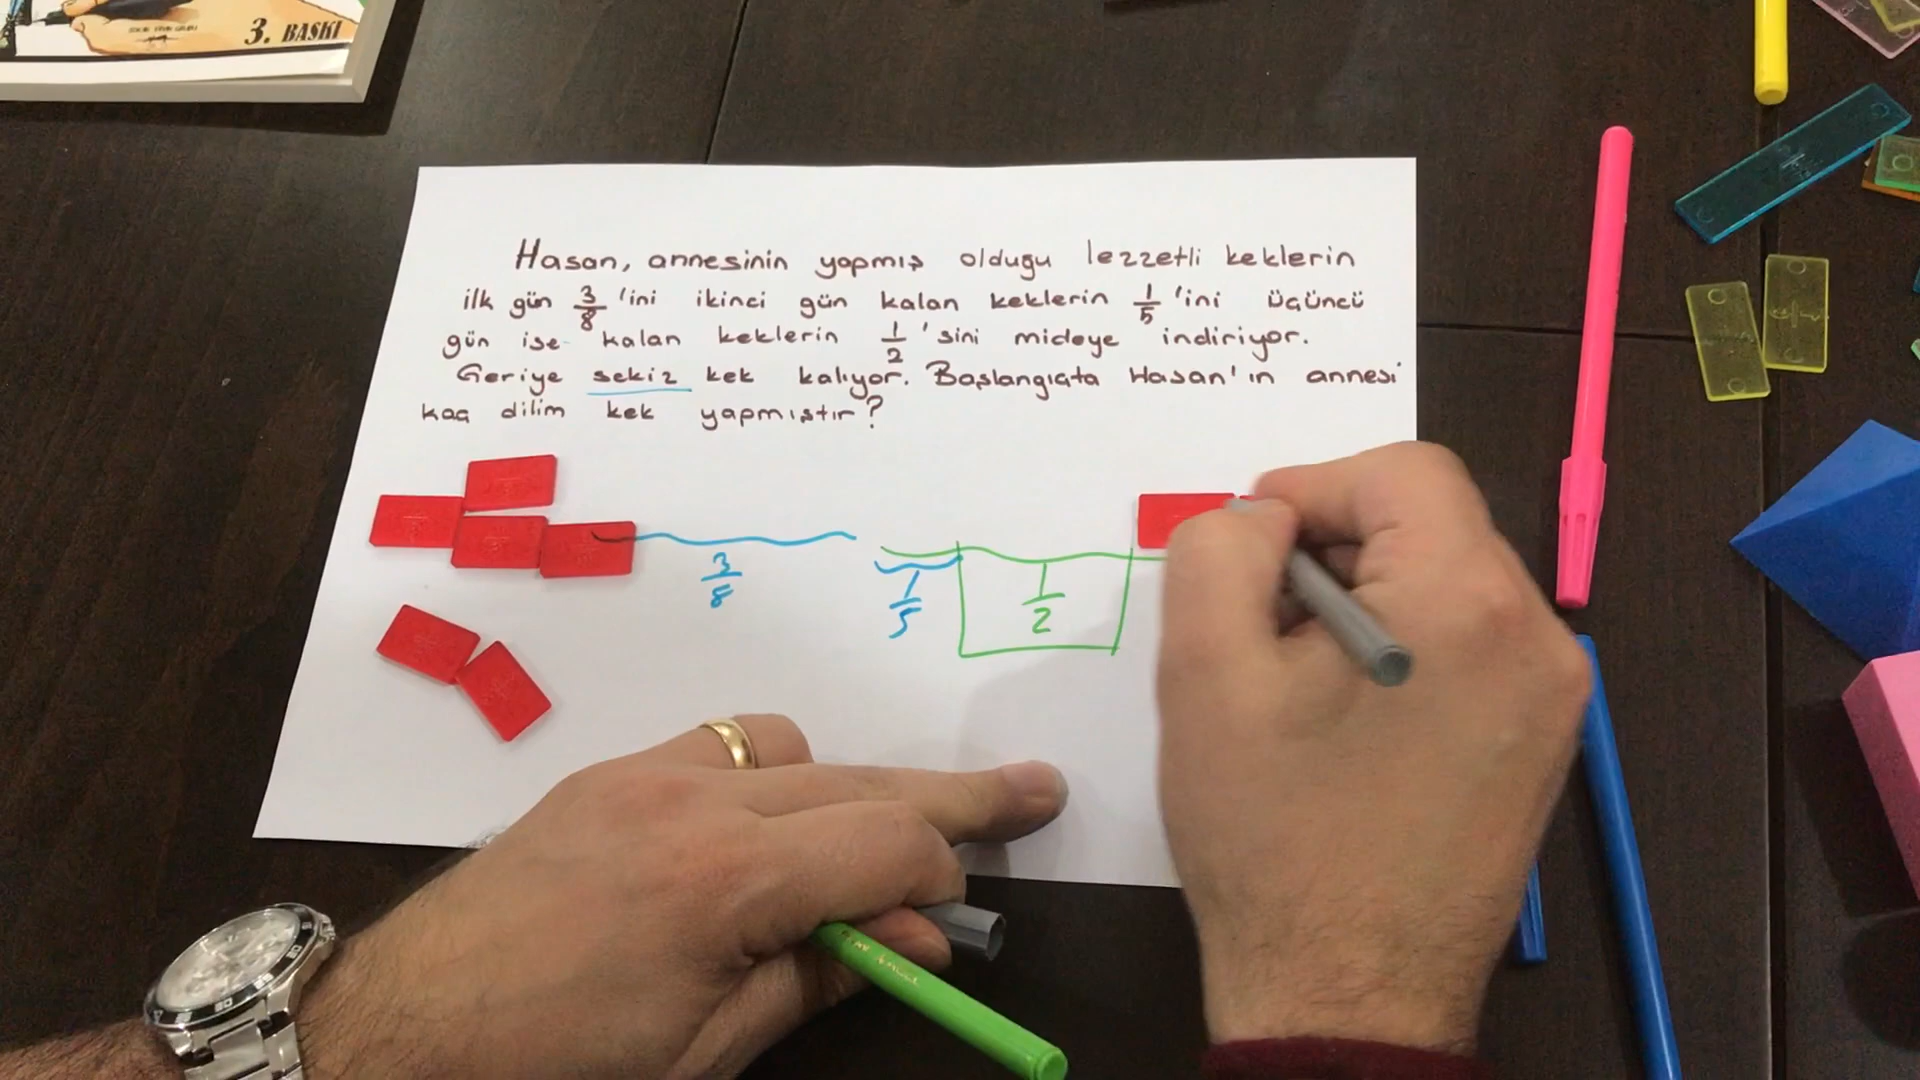 3. BASKI
Hasan, annesinin yapmış olduğu lezzetli keklerin
ilk gün 3/8 'ini ikinci gün kalan keklerin 1/5 'ini üçüncü
gün ise kalan keklerin 1/2 'sini mideye indiriyor.
Geriye sekiz kek kalıyor. Başlangıçta Hasan'ın annesi
kaç dilim kek yapmıştır?
3/8
1/5
1/2